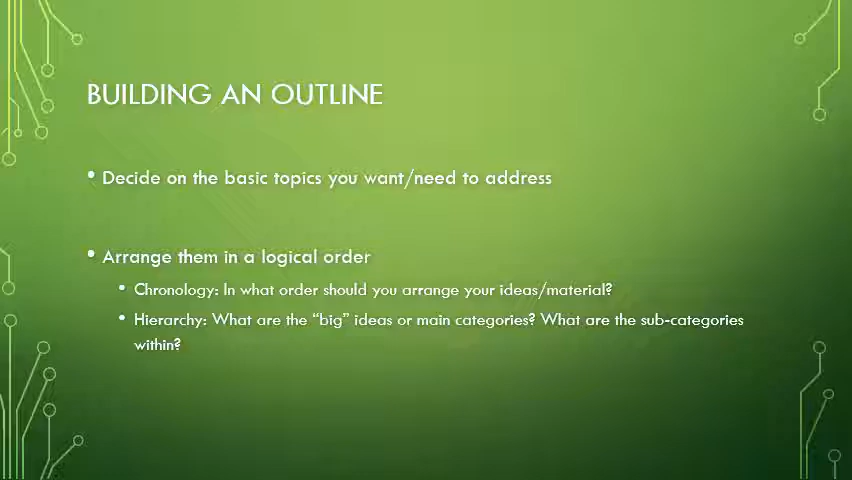 BUILDING AN OUTLINE
• Decide on the basic topics you want/need to address
• Arrange them in a logical order
• Chronology: In what order should you arrange your ideas/material?
• Hierarchy: What are the “big” ideas or main categories? What are the sub-categories
within?